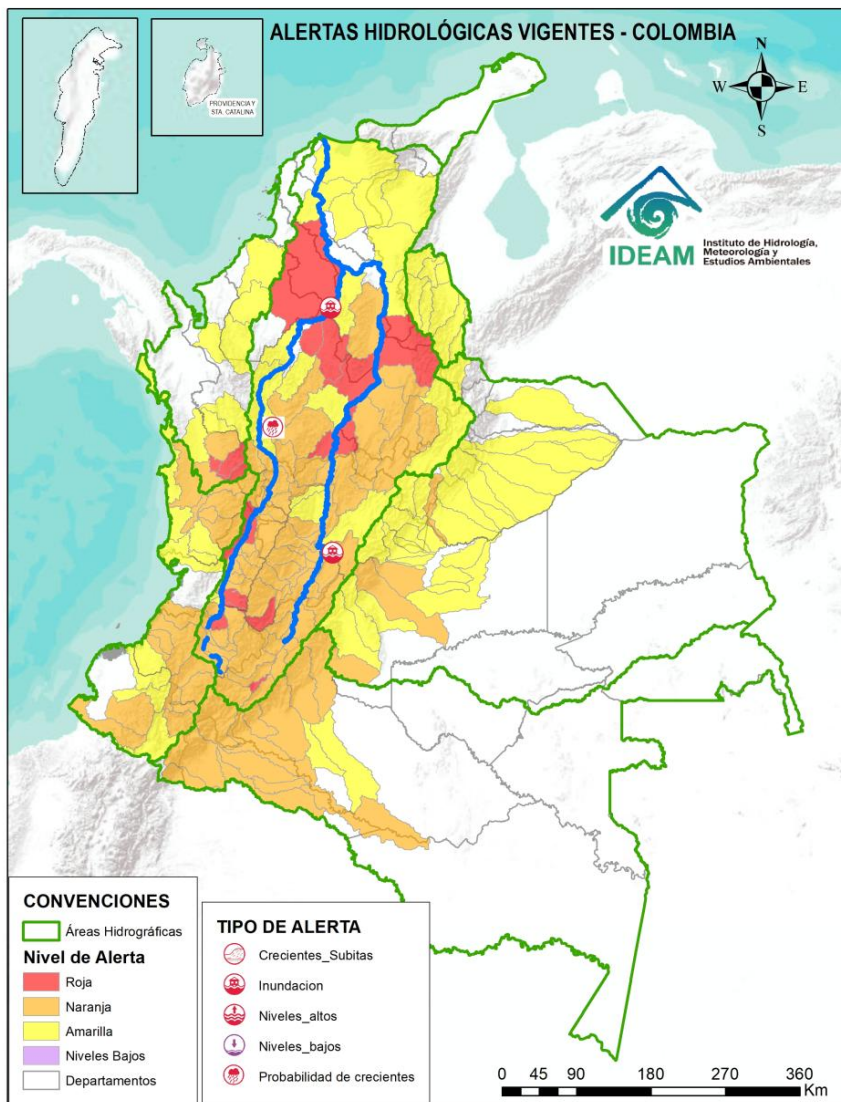 ALERTAS HIDROLÓGICAS VIGENTES - COLOMBIA
PROVIDENCIA Y
STA. CATALINA
N
W
E
S
IDEAM
Instituto de Hidrología,
Meteorología y
Estudios Ambientales
CONVENCIONES
Áreas Hidrográficas
Nivel de Alerta
Roja
Naranja
Amarilla
Niveles Bajos
Departamentos
TIPO DE ALERTA
Crecientes_Subitas
Inundacion
Niveles_altos
Niveles_bajos
Probabilidad de crecientes
0 45 90 180 270 360
Km